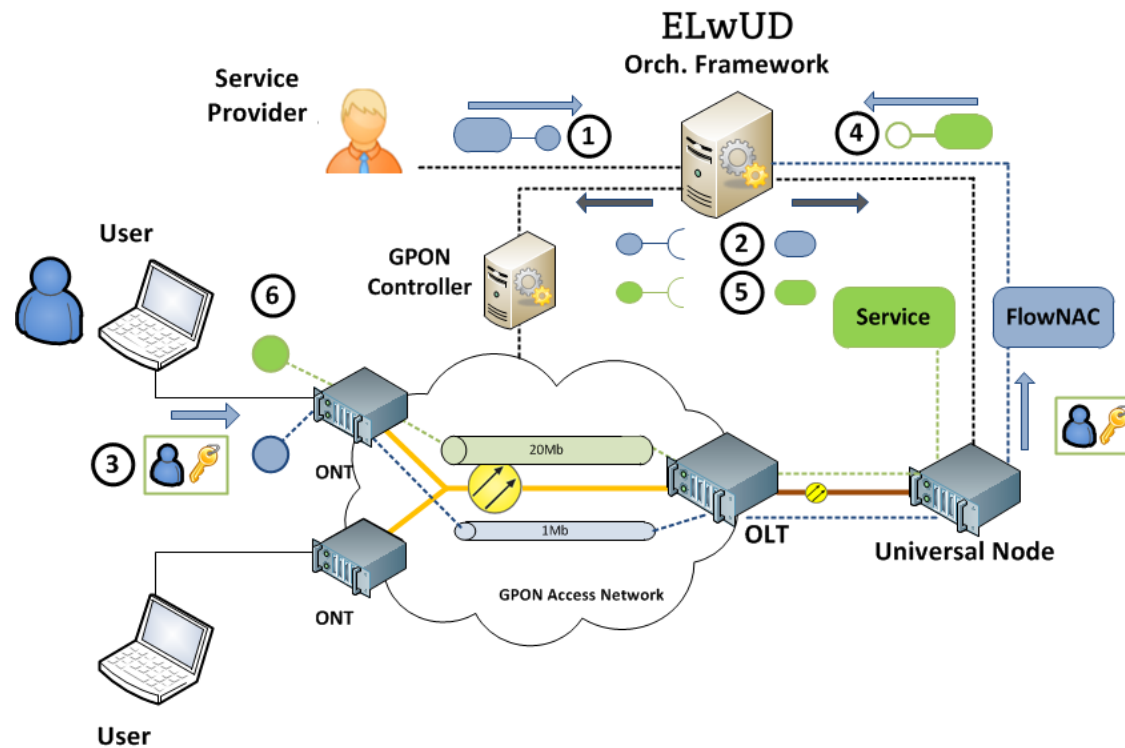 ELwUD
Orch. Framework
Service
Provider
1
4
User
GPON
Controller
2
5
6
Service
FlowNAC
3
20Mb
ONT
1Mb
OLT
Universal Node
GPON Access Network
ONT
User